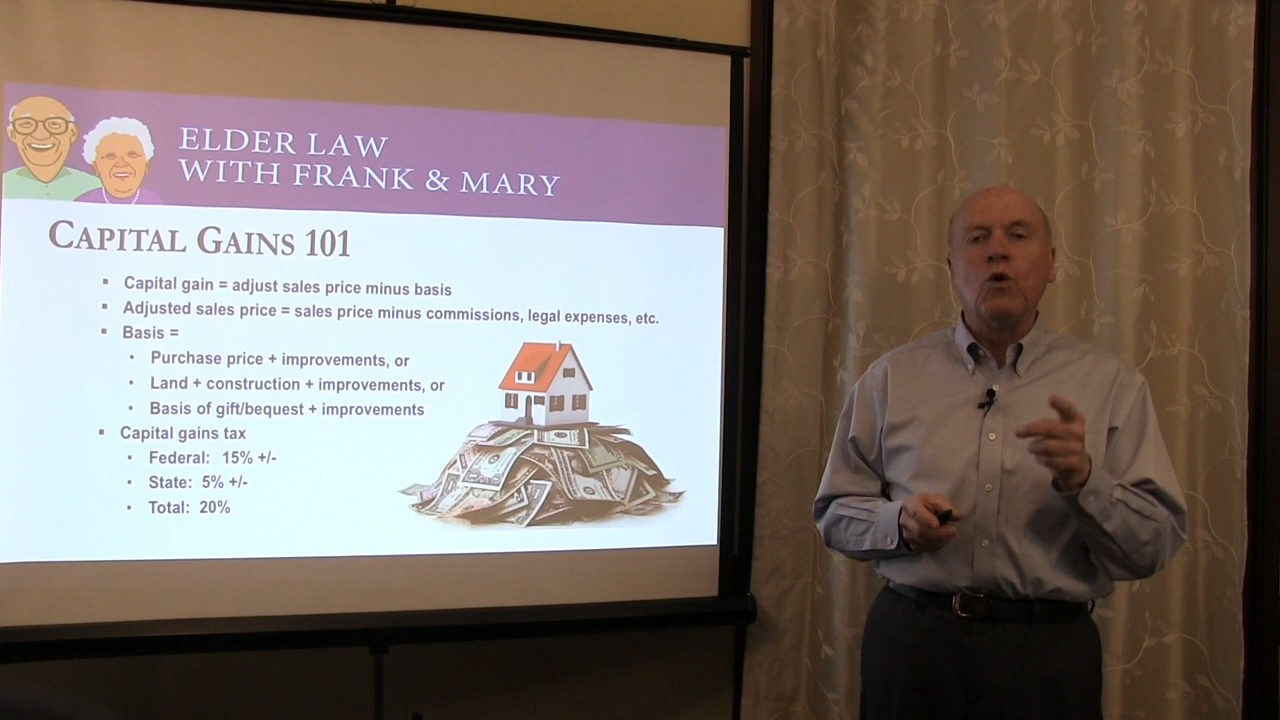 ELDER LAW
WITH FRANK & MARY
CAPITAL GAINS 101
▪ Capital gain = adjust sales price minus basis
▪ Adjusted sales price = sales price minus commissions, legal expenses, etc.
▪ Basis =
• Purchase price + improvements, or
• Land + construction + improvements, or
• Basis of gift/bequest + improvements
▪ Capital gains tax
• Federal: 15% +/-
• State: 5% +/-
• Total: 20%